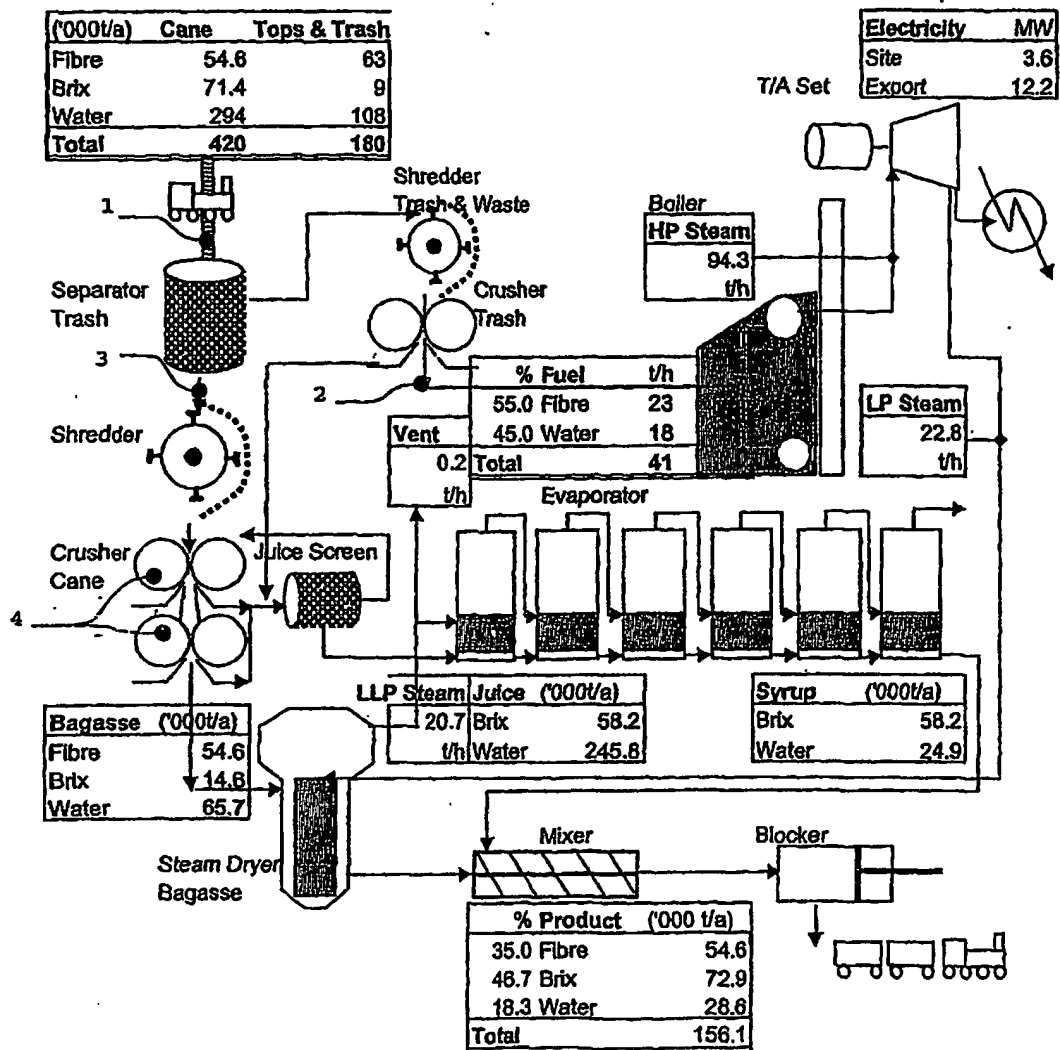 ('000t/a) Cane Tops & Trash
Fibre 54.6 63
Brix 71.4 9
Water 294 108
Total 420 180
Electricity MW
Site 3.6
Export 12.2
T/A Set
1
Shredder
Trash & Waste
Boiler
HP Steam
94.3
t/h
Separator
Trash
Crusher
Trash
3
2
% Fuel t/h
55.0 Fibre 23
45.0 Water 18
Total 41
LP Steam
22.8
t/h
Shredder
Vent
0.2
t/h
Evaporator
Crusher
Cane
Juice Screen
4
LLP Steam
20.7
t/h
Juice ('000t/a)
Brix 58.2
Water 245.8
Syrup ('000t/a)
Brix 58.2
Water 24.9
Bagasse ('000t/a)
Fibre 54.6
Brix 14.6
Water 65.7
Steam Dryer
Bagasse
Mixer
Blocker
% Product ('000 t/a)
35.0 Fibre 54.6
46.7 Brix 72.9
18.3 Water 28.6
Total 156.1